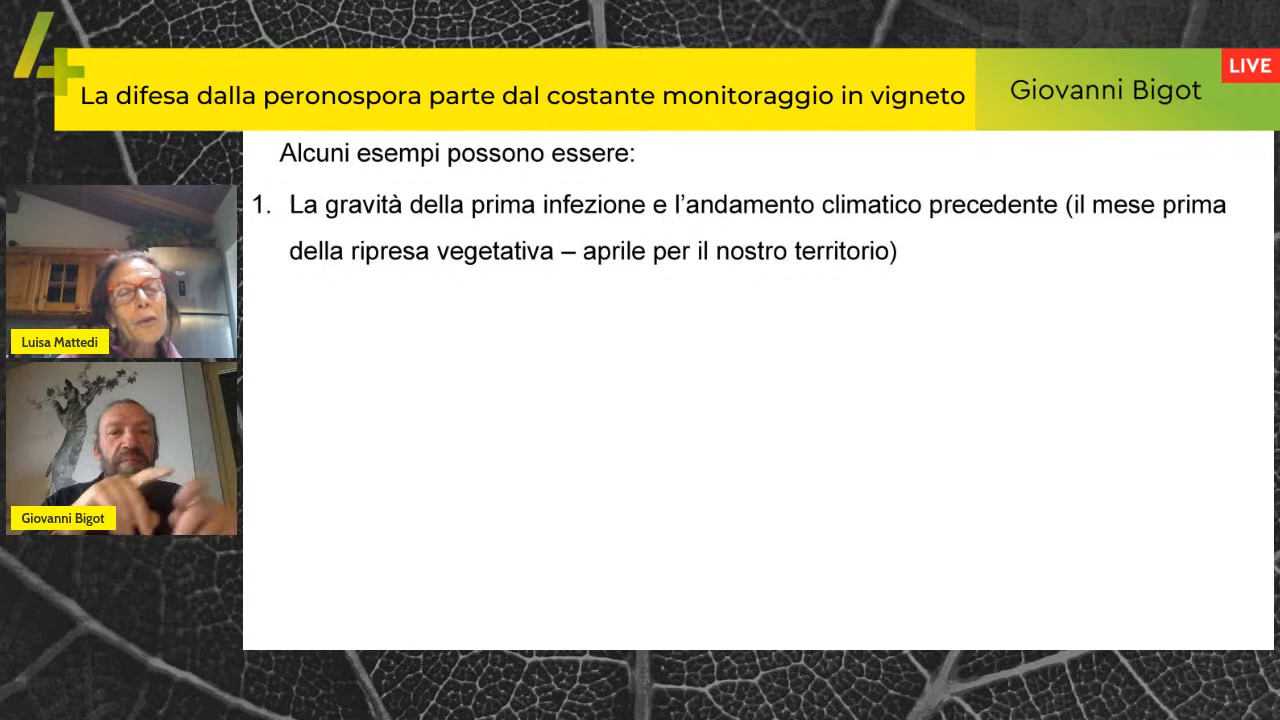 La difesa dalla peronospora parte dal costante monitoraggio in vigneto
Giovanni Bigot
LIVE
Alcuni esempi possono essere:
1. La gravità della prima infezione e l’andamento climatico precedente (il mese prima
della ripresa vegetativa – aprile per il nostro territorio)
Luisa Mattedi
Giovanni Bigot